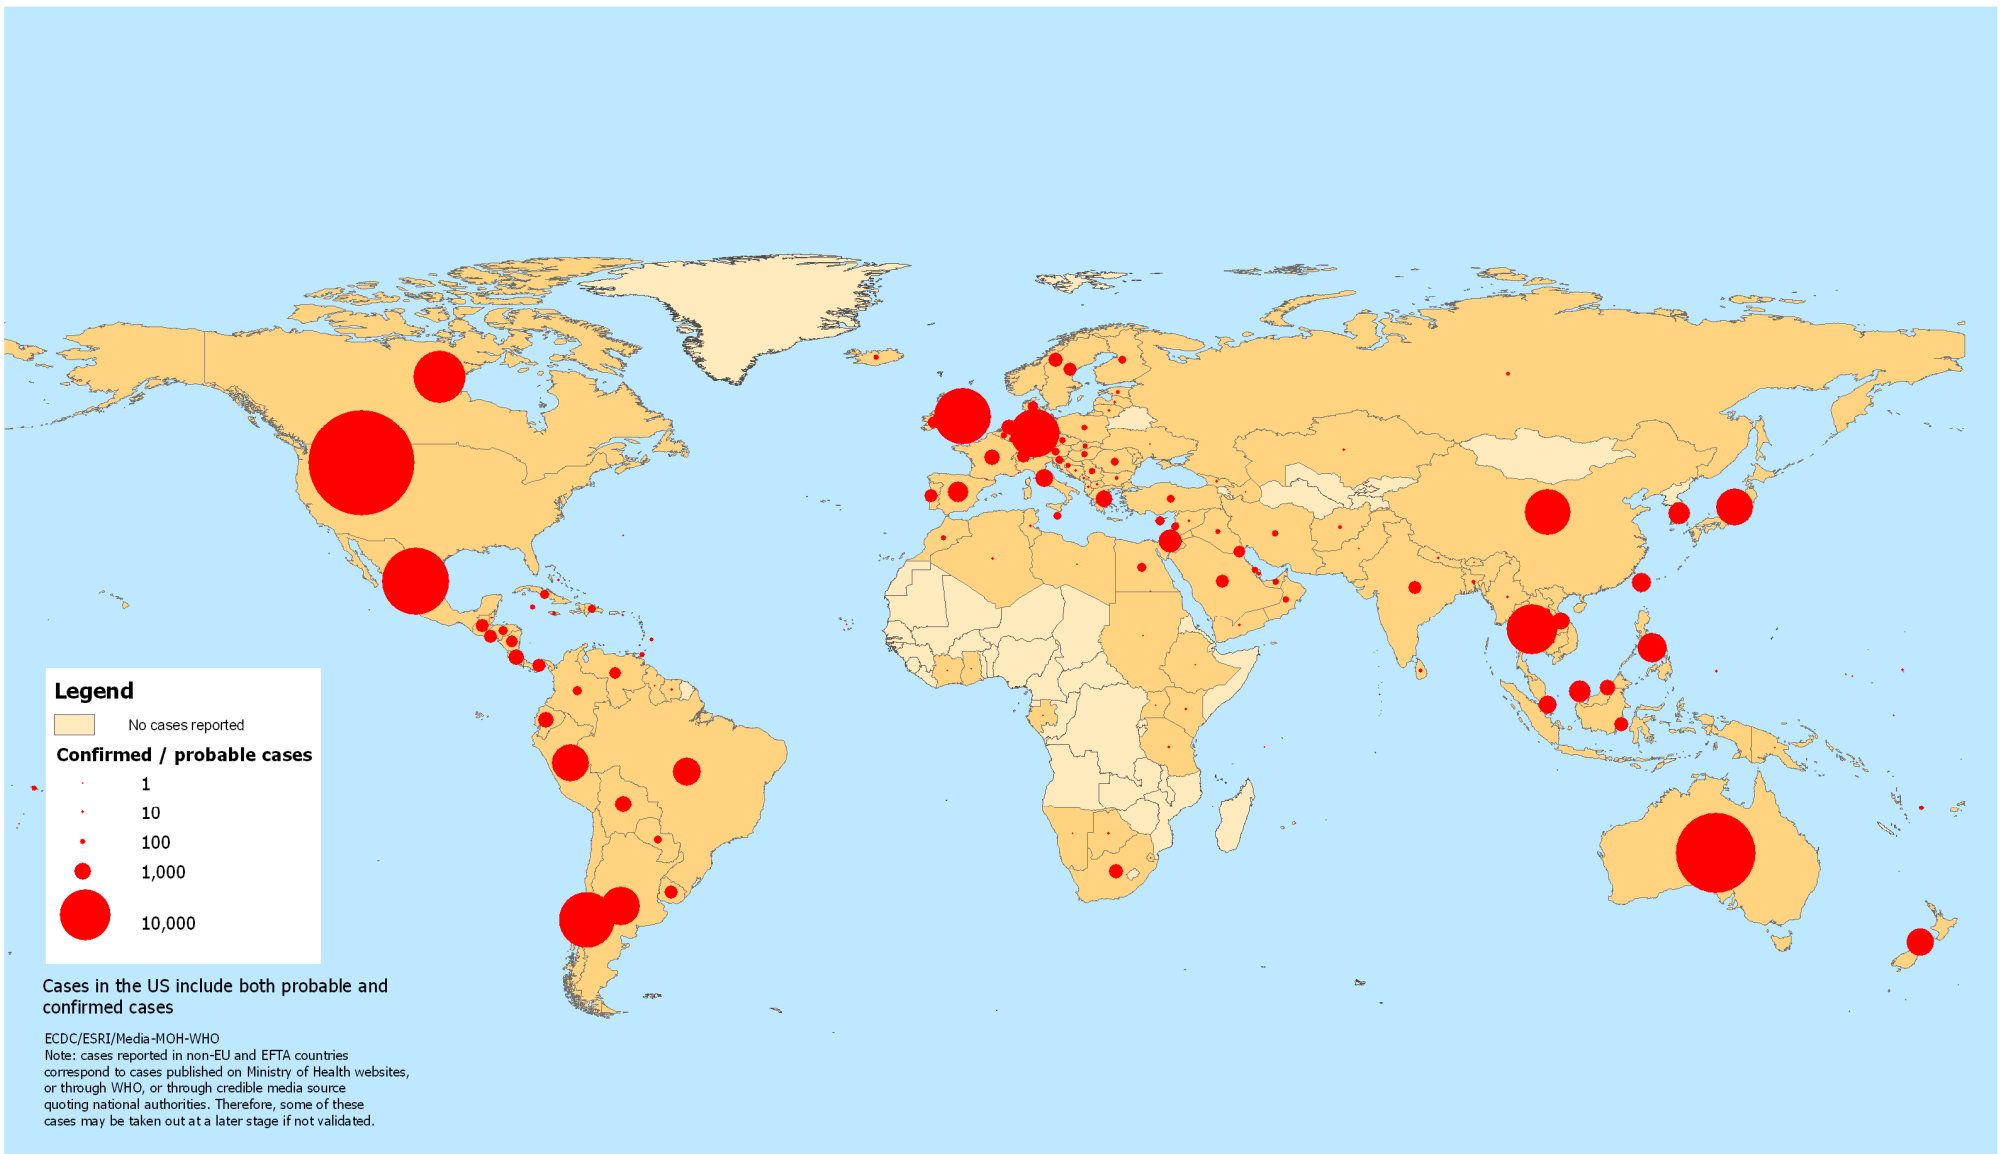 Legend
No cases reported
Confirmed / probable cases
1
10
100
1,000
10,000
Cases in the US include both probable and
confirmed cases
ECDC/ESRI/Media-MOH-WHO
Note: cases reported in non-EU and EFTA countries
correspond to cases published on Ministry of Health websites,
or through WHO, or through credible media source
quoting national authorities. Therefore, some of these
cases may be taken out at a later stage if not validated.